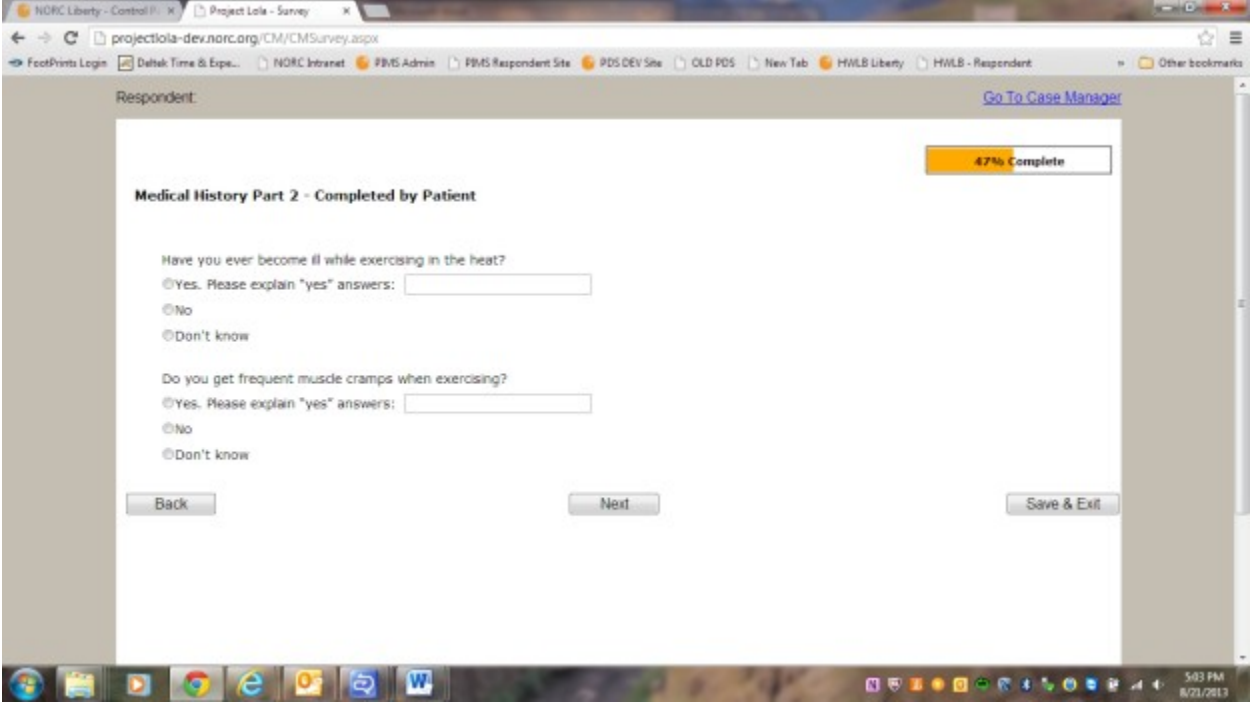 NORC Liberty - Control P. × Project Lola - Survey ×
projectlola-dev.norc.org/CM/CMSurvey.aspx
FootPrints Login Deltek Time & Expe... NORC Intranet PIMS Admin PIMS Respondent Site PDS DEV Site OLD PDS New Tab HWLB Liberty HWLB - Respondent » Other bookmarks
Respondent: Go To Case Manager
47% Complete
Medical History Part 2 - Completed by Patient
Have you ever become ill while exercising in the heat?
Yes. Please explain "yes" answers:
No
Don't know
Do you get frequent muscle cramps when exercising?
Yes. Please explain "yes" answers:
No
Don't know
Back Next Save & Exit
5:03 PM
8/21/2013